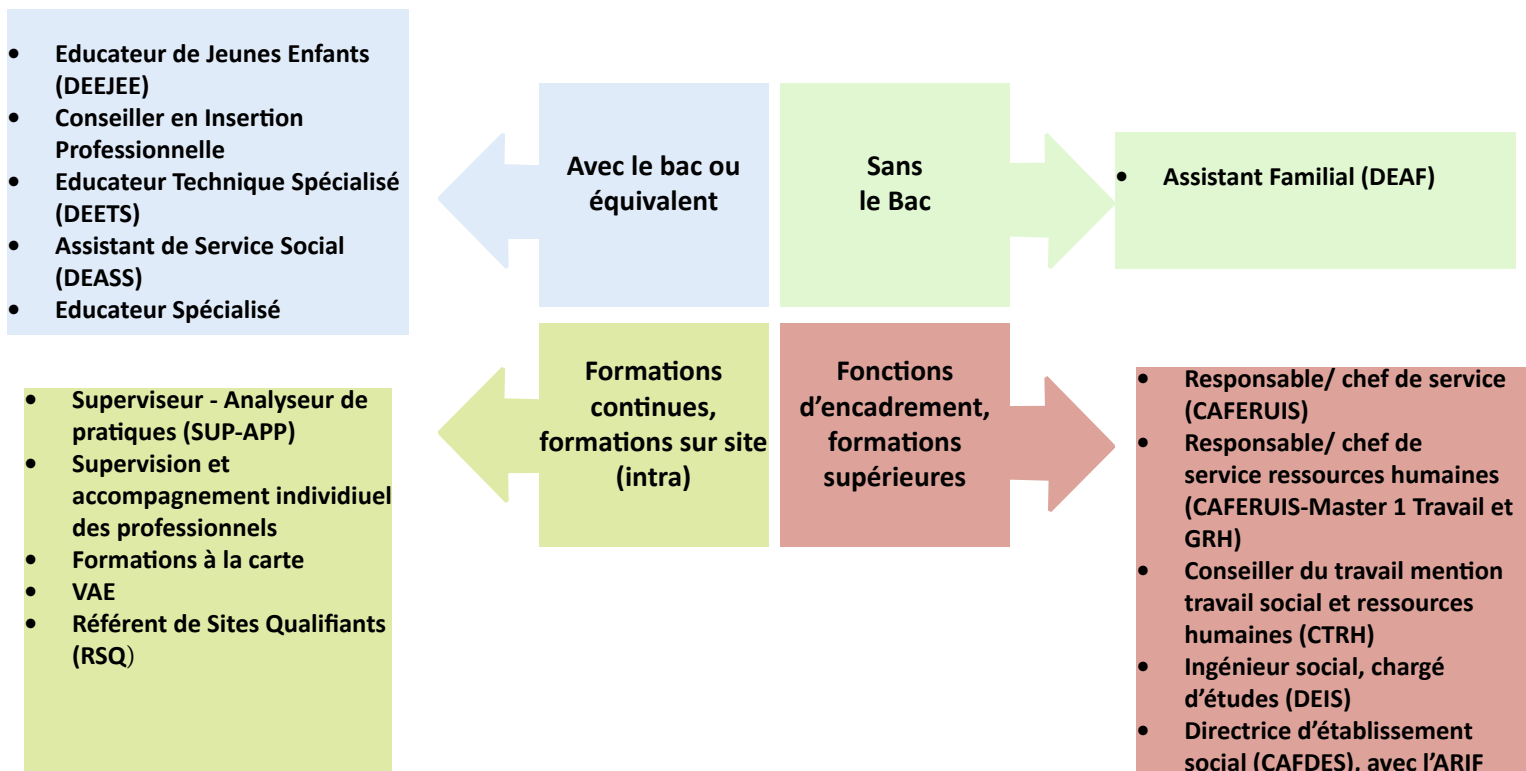 • Educateur de Jeunes Enfants
(DEEJEE)
• Conseiller en Insertion
Professionnelle
• Educateur Technique Spécialisé
(DEETS)
• Assistant de Service Social
(DEASS)
• Educateur Spécialisé
Avec le bac ou
équivalent
Sans
le Bac
• Assistant Familial (DEAF)
• Superviseur - Analyseur de
pratiques (SUP-APP)
• Supervision et
accompagnement individiuel
des professionnels
• Formations à la carte
• VAE
• Référent de Sites Qualifiants
(RSQ)
Formations
continues,
formations sur site
(intra)
Fonctions
d’encadrement,
formations
supérieures
• Responsable/ chef de service
(CAFERUIS)
• Responsable/ chef de
service ressources humaines
(CAFERUIS-Master 1 Travail et
GRH)
• Conseiller du travail mention
travail social et ressources
humaines (CTRH)
• Ingénieur social, chargé
d’études (DEIS)
• Directrice d’établissement
social (CAFDES), avec l’ARIF